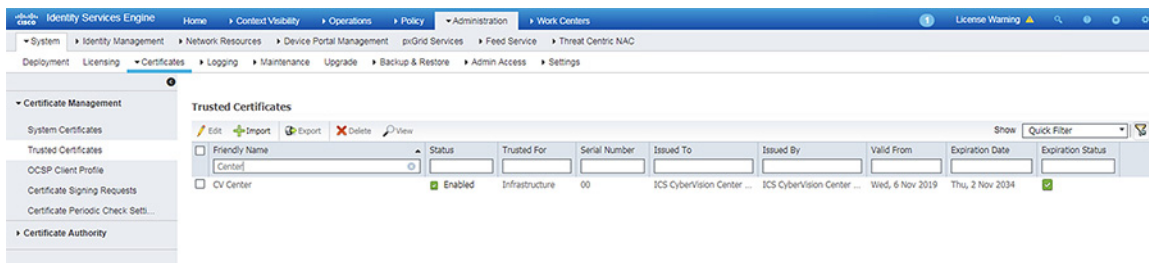 cisco Identity Services Engine Home Context Visibility Operations Policy Administration Work Centers 1 License Warning
System Identity Management Network Resources Device Portal Management pxGrid Services Feed Service Threat Centric NAC
Deployment Licensing Certificates Logging Maintenance Upgrade Backup & Restore Admin Access Settings
Certificate Management
System Certificates
Trusted Certificates
OCSP Client Profile
Certificate Signing Requests
Certificate Periodic Check Setti...
Certificate Authority
Trusted Certificates
Edit Import Export Delete View Show Quick Filter
Friendly Name Status Trusted For Serial Number Issued To Issued By Valid From Expiration Date Expiration Status
Center
CV Center Enabled Infrastructure 00 ICS CyberVision Center ... ICS CyberVision Center ... Wed, 6 Nov 2019 Thu, 2 Nov 2034